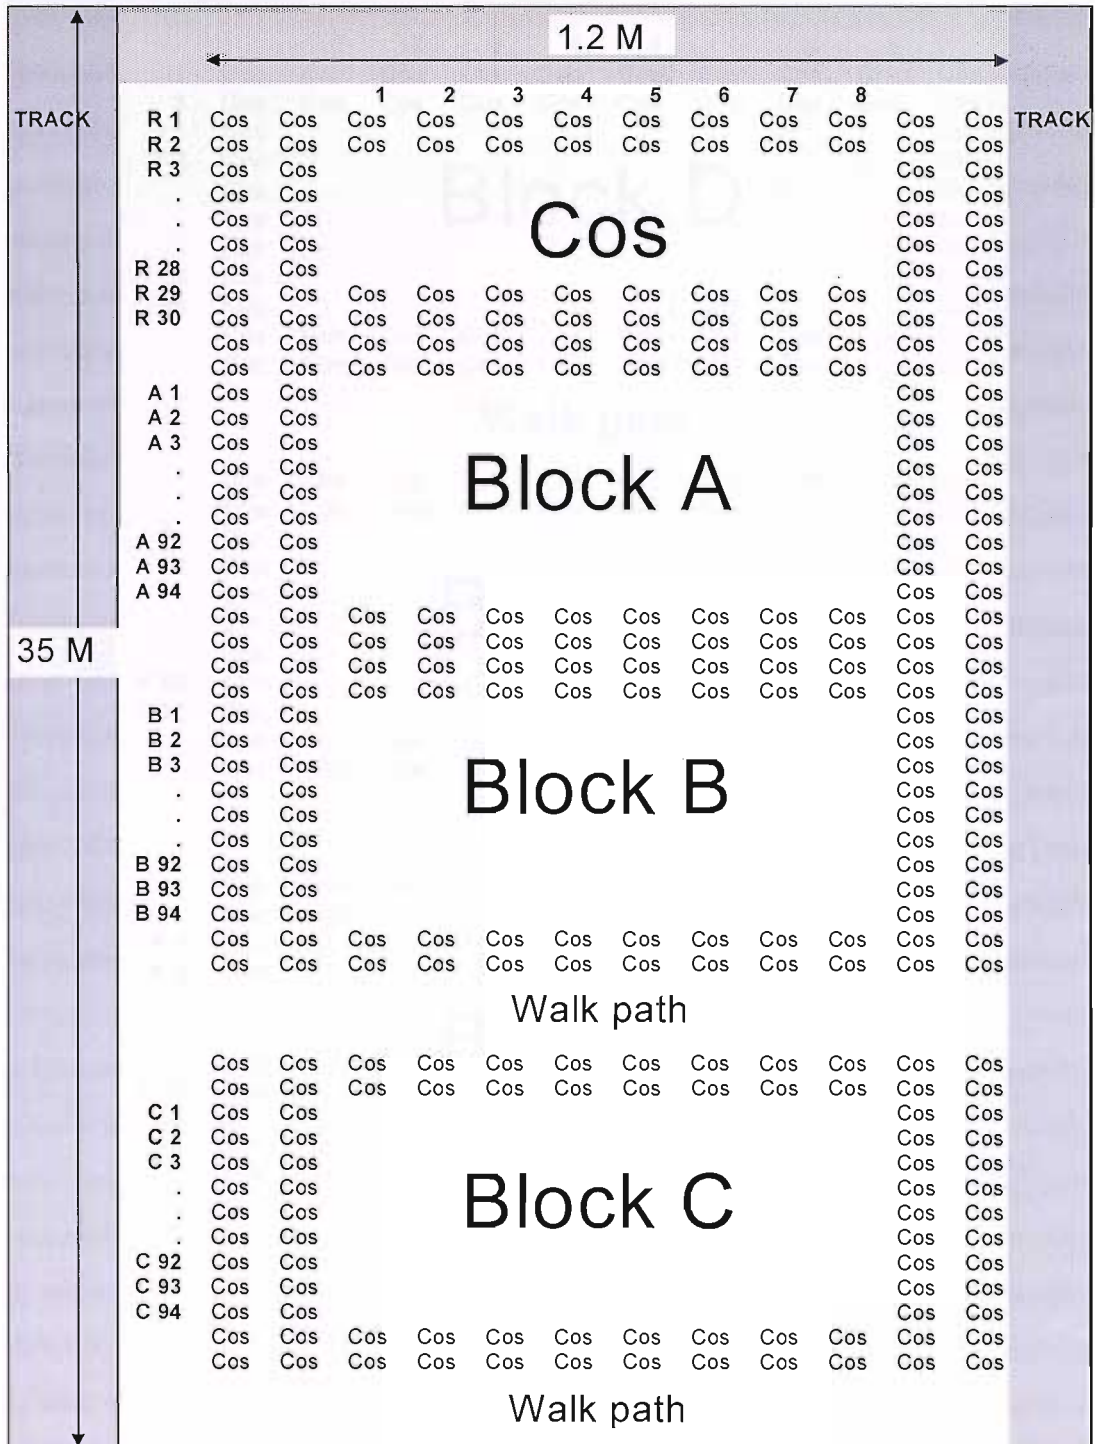 1.2 M
1 2 3 4 5 6 7 8
TRACK R 1 Cos Cos Cos Cos Cos Cos Cos Cos Cos Cos Cos Cos TRACK
R 2 Cos Cos Cos Cos Cos Cos Cos Cos Cos Cos Cos Cos
R 3 Cos Cos Cos Cos
. Cos Cos Cos Cos
. Cos Cos Cos Cos
Cos
. Cos Cos Cos Cos
R 28 Cos Cos Cos Cos
R 29 Cos Cos Cos Cos Cos Cos Cos Cos Cos Cos Cos Cos
R 30 Cos Cos Cos Cos Cos Cos Cos Cos Cos Cos Cos Cos
Cos Cos Cos Cos Cos Cos Cos Cos Cos Cos Cos Cos
Cos Cos Cos Cos Cos Cos Cos Cos Cos Cos Cos Cos
A 1 Cos Cos Cos Cos
A 2 Cos Cos Cos Cos
A 3 Cos Cos Cos Cos
. Cos Cos Cos Cos
Block A
. Cos Cos Cos Cos
. Cos Cos Cos Cos
A 92 Cos Cos Cos Cos
A 93 Cos Cos Cos Cos
A 94 Cos Cos Cos Cos
Cos Cos Cos Cos Cos Cos Cos Cos Cos Cos Cos Cos
Cos Cos Cos Cos Cos Cos Cos Cos Cos Cos Cos Cos
35 M
Cos Cos Cos Cos Cos Cos Cos Cos Cos Cos Cos Cos
Cos Cos Cos Cos Cos Cos Cos Cos Cos Cos Cos Cos
B 1 Cos Cos Cos Cos
B 2 Cos Cos Cos Cos
B 3 Cos Cos Cos Cos
Block B
. Cos Cos Cos Cos
. Cos Cos Cos Cos
. Cos Cos Cos Cos
B 92 Cos Cos Cos Cos
B 93 Cos Cos Cos Cos
B 94 Cos Cos Cos Cos
Cos Cos Cos Cos Cos Cos Cos Cos Cos Cos Cos Cos
Cos Cos Cos Cos Cos Cos Cos Cos Cos Cos Cos Cos
Walk path
Cos Cos Cos Cos Cos Cos Cos Cos Cos Cos Cos Cos
Cos Cos Cos Cos Cos Cos Cos Cos Cos Cos Cos Cos
C 1 Cos Cos Cos Cos
C 2 Cos Cos Cos Cos
C 3 Cos Cos Cos Cos
. Cos Cos Cos Cos
Block C
. Cos Cos Cos Cos
. Cos Cos Cos Cos
C 92 Cos Cos Cos Cos
C 93 Cos Cos Cos Cos
C 94 Cos Cos Cos Cos
Cos Cos Cos Cos Cos Cos Cos Cos Cos Cos Cos Cos
Cos Cos Cos Cos Cos Cos Cos Cos Cos Cos Cos Cos
Walk path